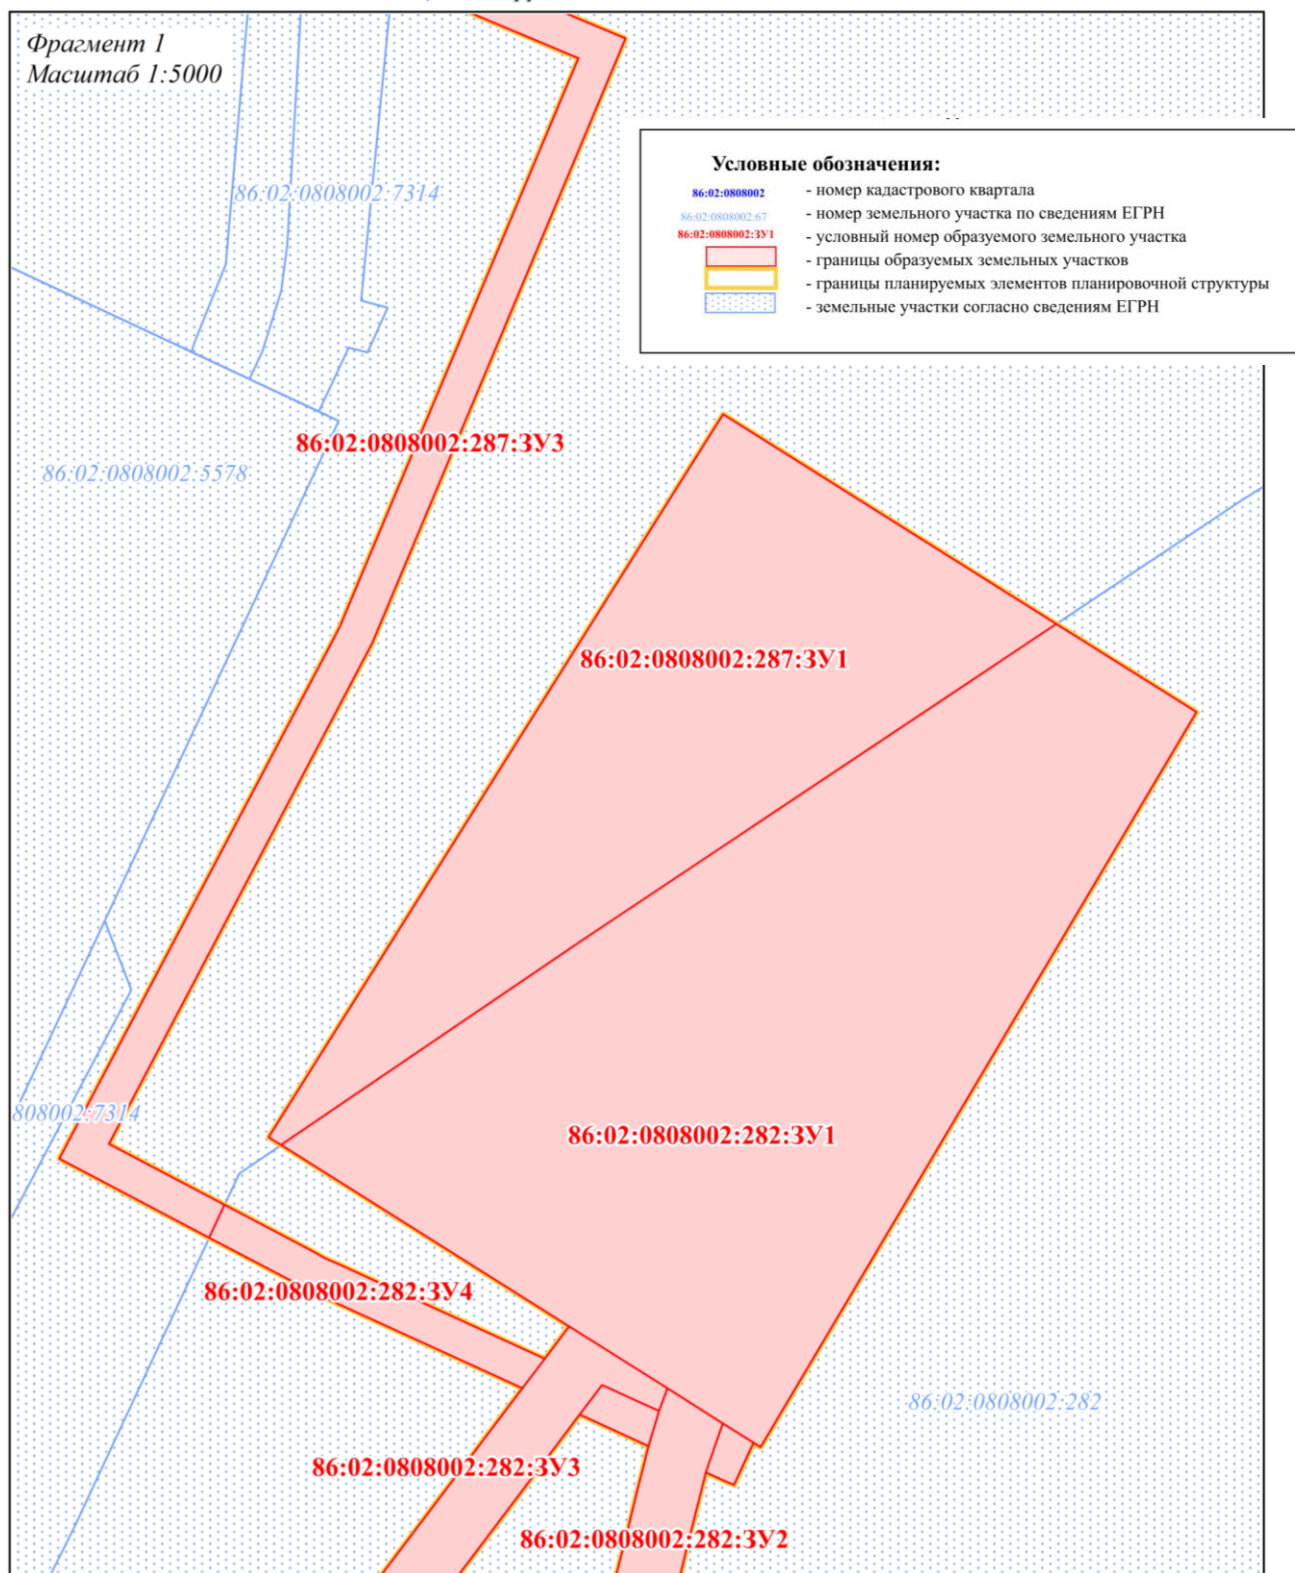 Фрагмент 1
Масштаб 1:5000
Условные обозначения:
86:02:0808002 - номер кадастрового квартала
86:02:0808002:67 - номер земельного участка по сведениям ЕГРН
86:02:0808002:ЗУ1 - условный номер образуемого земельного участка
- границы образуемых земельных участков
- границы планируемых элементов планировочной структуры
- земельные участки согласно сведениям ЕГРН
86:02:0808002:7314
86:02:0808002:287:ЗУ3
86:02:0808002:5578
86:02:0808002:287:ЗУ1
808002:7314
86:02:0808002:282:ЗУ1
86:02:0808002:282:ЗУ4
86:02:0808002:282
86:02:0808002:282:ЗУ3
86:02:0808002:282:ЗУ2